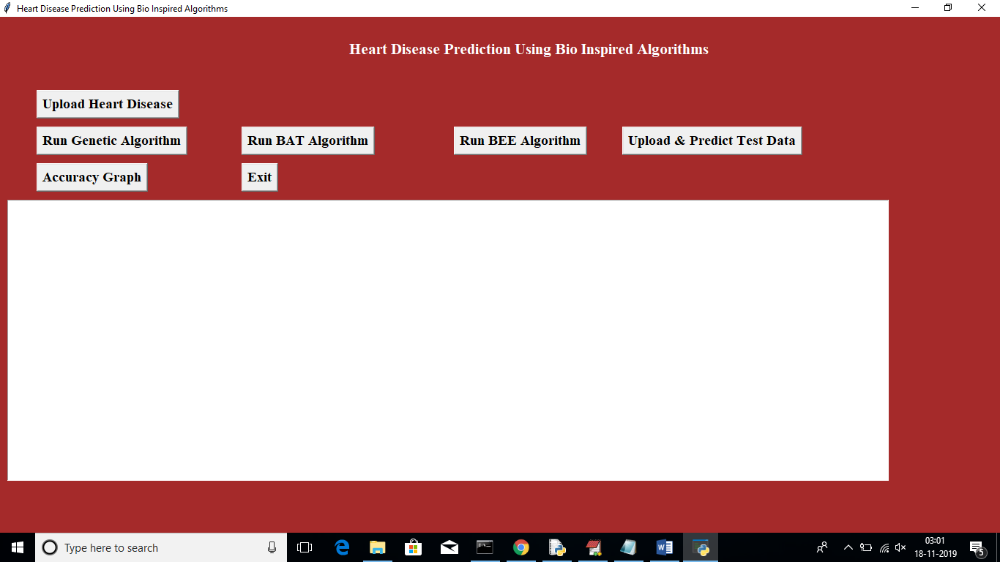 Heart Disease Prediction Using Bio Inspired Algorithms
Heart Disease Prediction Using Bio Inspired Algorithms
Upload Heart Disease
Run Genetic Algorithm Run BAT Algorithm Run BEE Algorithm Upload & Predict Test Data
Accuracy Graph Exit
Type here to search
03:01
18-11-2019
5